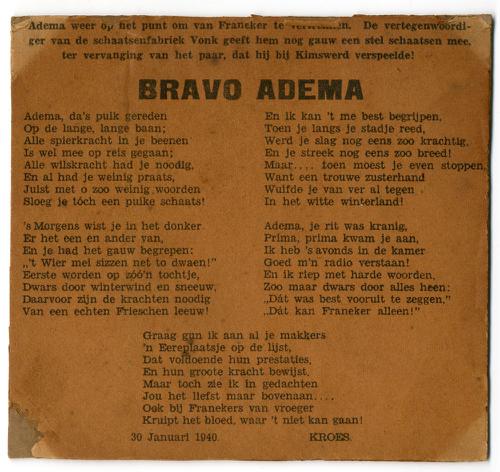 Adema weer op het punt om van Franeker te vertrekken. De vertegenwoordi-
ger van de schaatsenfabriek Vonk geeft hem nog gauw een stel schaatsen mee,
ter vervanging van het paar, dat hij bij Kimswerd verspeelde!
BRAVO ADEMA
Adema, da's puik gereden
Op de lange, lange baan;
Alle spierkracht in je beenen
Is wel mee op reis gegaan;
Alle wilskracht had je noodig,
En al had je weinig praats,
Juist met o zoo weinig woorden
Sloeg je tóch een puike schaats!
's Morgens wist je in het donker
Er het een en ander van,
En je had het gauw begrepen:
„'t Wier mel sizzen net to dwaen!"
Eerste worden op zóó'n tochtje,
Dwars door winterwind en sneeuw,
Daarvoor zijn de krachten noodig
Van een echten Frieschen leeuw!
En ik kan 't me best begrijpen,
Toen je langs je stadje reed,
Werd je slag nog eens zoo krachtig,
En je streek nog eens zoo breed!
Maar.... toen moest je even stoppen,
Want een trouwe zusterhand
Wuifde je van ver al tegen
In het witte winterland!
Adema, je rit was kranig,
Prima, prima kwam je aan,
Ik heb 's avonds in de kamer
Goed m'n radio verstaan!
En ik riep met harde woorden,
Zoo maar dwars door alles heen:
„Dát was best vooruit te zeggen,"
„Dát kan Franeker alleen!"
Graag gun ik aan al je makkers
'n Eereplaatsje op de lijst,
Dat voldoende hun prestaties,
En hun groote kracht bewijst,
Maar toch zie ik in gedachten
Jou het liefst maar bovenaan....
Ook bij Franekers van vroeger
Kruipt het bloed, waar 't niet kan gaan!
30 Januari 1940. KROES.